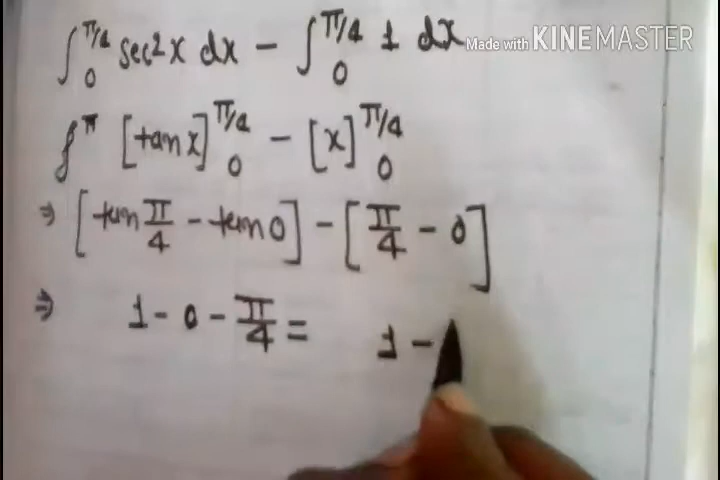 ∫₀^π/4 sec²x dx − ∫₀^π/4 1 dx
Made with KINEMASTER
[tan x]₀^π/4 − [x]₀^π/4
⇒ [tan π/4 − tan 0] − [π/4 − 0]
⇒ 1 − 0 − π/4 = 1 −